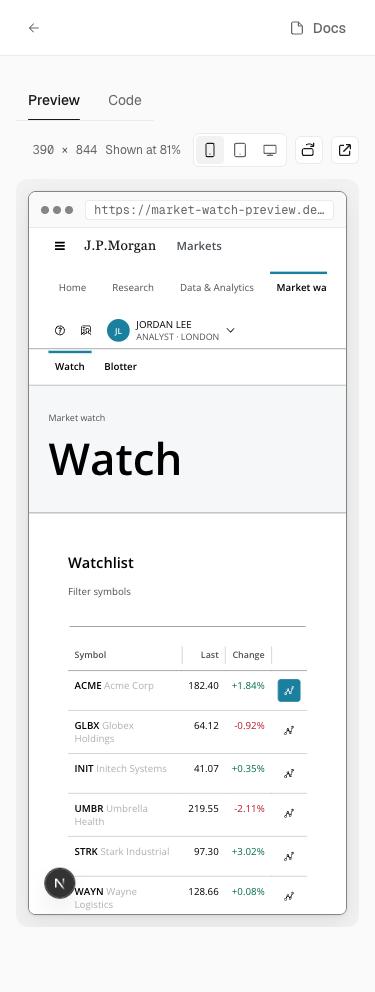 Docs
Preview Code
390 × 844 Shown at 81%
https://market-watch-preview.de…
J.P.Morgan Markets
Home Research Data & Analytics Market wa
JL JORDAN LEE
ANALYST · LONDON
Watch Blotter
Market watch
Watch
Watchlist
Filter symbols
Symbol Last Change
ACME Acme Corp 182.40 +1.84%
GLBX Globex 64.12 -0.92%
Holdings
INIT Initech Systems 41.07 +0.35%
UMBR Umbrella 219.55 -2.11%
Health
STRK Stark Industrial 97.30 +3.02%
N WAYN Wayne 128.66 +0.08%
Logistics